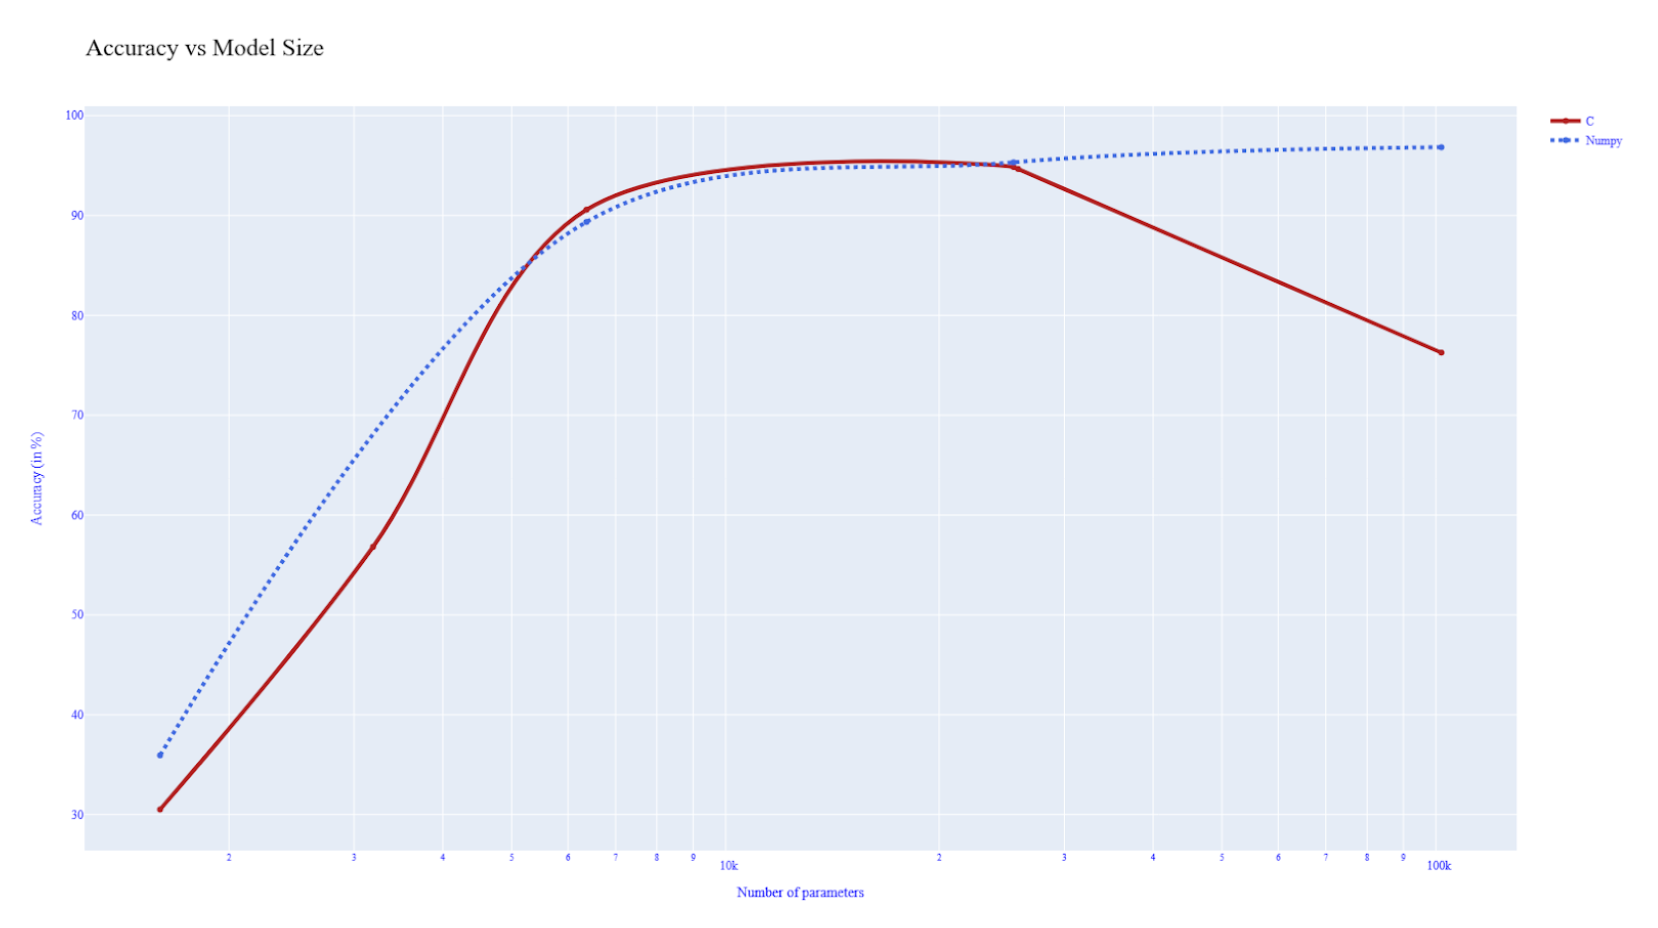 Accuracy vs Model Size
C
Numpy
100
90
80
70
60
50
40
30
Accuracy (in %)
2 3 4 5 6 7 8 9 10k 2 3 4 5 6 7 8 9 100k
Number of parameters